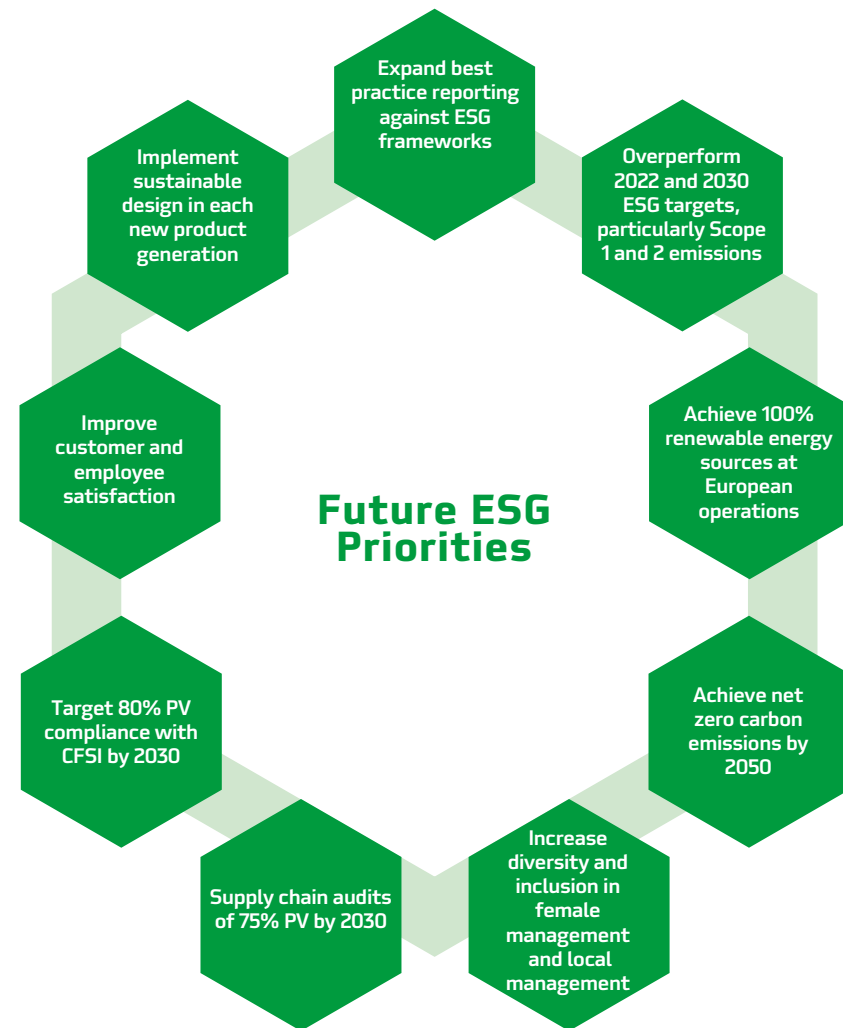 Expand best
practice reporting
against ESG
frameworks
Overperform
2022 and 2030
ESG targets,
particularly Scope
1 and 2 emissions
Achieve 100%
renewable energy
sources at
European
operations
Achieve net
zero carbon
emissions by
2050
Increase
diversity and
inclusion in
female
management
and local
management
Supply chain audits
of 75% PV by 2030
Target 80% PV
compliance with
CFSI by 2030
Improve
customer and
employee
satisfaction
Implement
sustainable
design in each
new product
generation
Future ESG
Priorities